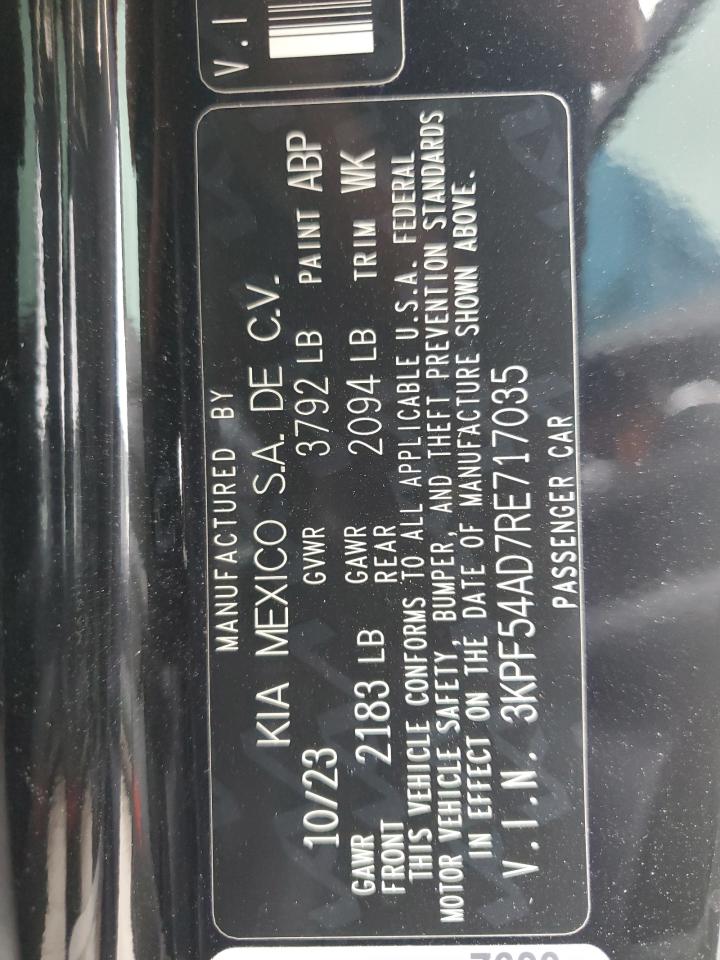 V.I
MANUFACTURED BY
KIA MEXICO S.A. DE C.V.
10/23 GVWR 3792 LB PAINT ABP
GAWR FRONT 2183 LB GAWR REAR 2094 LB TRIM WK
THIS VEHICLE CONFORMS TO ALL APPLICABLE U.S.A. FEDERAL
MOTOR VEHICLE SAFETY, BUMPER, AND THEFT PREVENTION STANDARDS
IN EFFECT ON THE DATE OF MANUFACTURE SHOWN ABOVE.
V.I.N. 3KPF54AD7RE717035
PASSENGER CAR